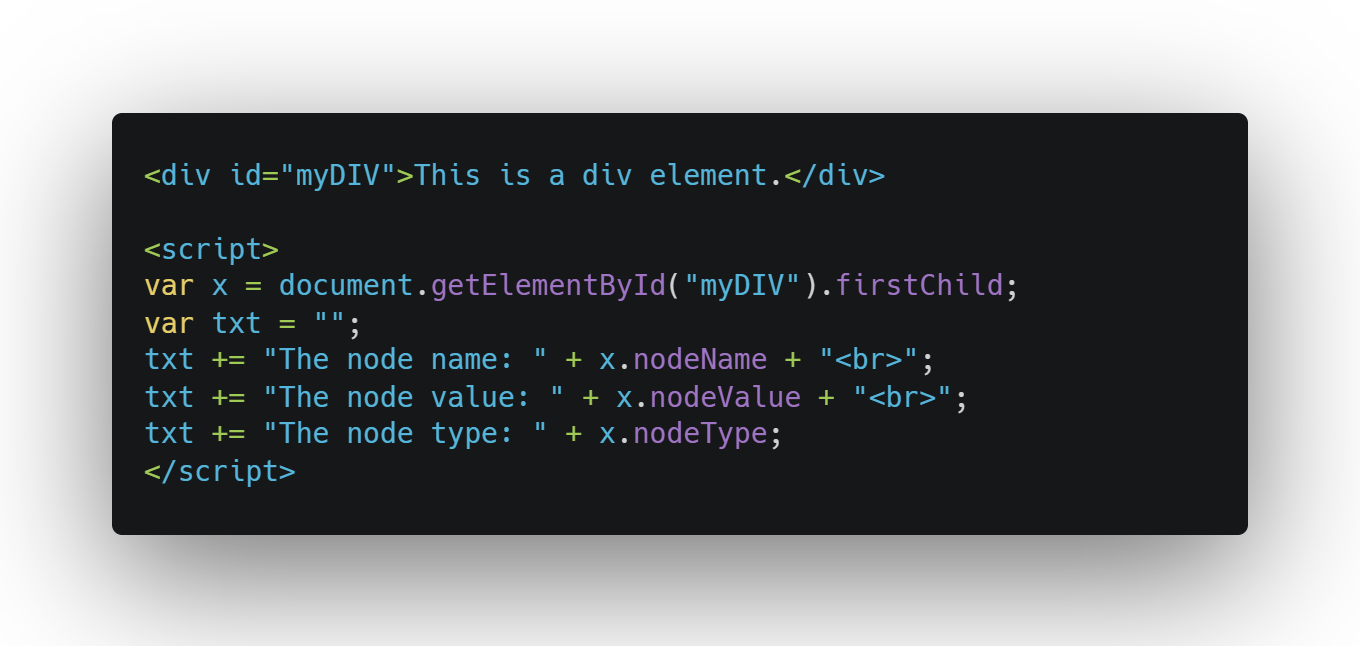 <div id="myDIV">This is a div element.</div>
<script>
var x = document.getElementById("myDIV").firstChild;
var txt = "";
txt += "The node name: " + x.nodeName + "<br>";
txt += "The node value: " + x.nodeValue + "<br>";
txt += "The node type: " + x.nodeType;
</script>